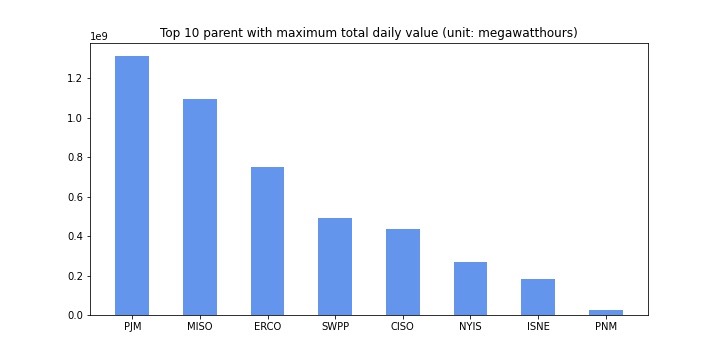 Top 10 parent with maximum total daily value (unit: megawatthours)
1e9
1.2
1.0
0.8
0.6
0.4
0.2
0.0
PJM MISO ERCO SWPP CISO NYIS ISNE PNM